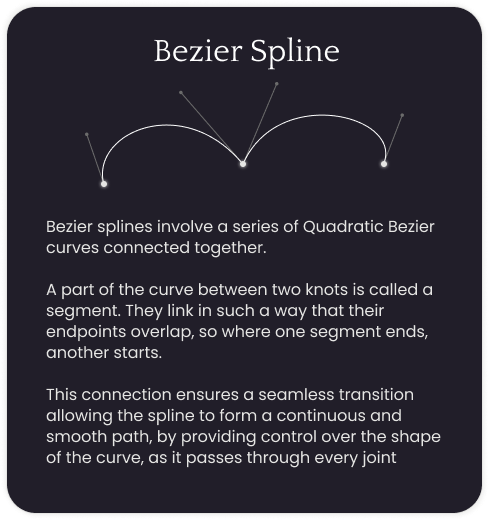 Bezier Spline
Bezier splines involve a series of Quadratic Bezier
curves connected together.
A part of the curve between two knots is called a
segment. They link in such a way that their
endpoints overlap, so where one segment ends,
another starts.
This connection ensures a seamless transition
allowing the spline to form a continuous and
smooth path, by providing control over the shape
of the curve, as it passes through every joint